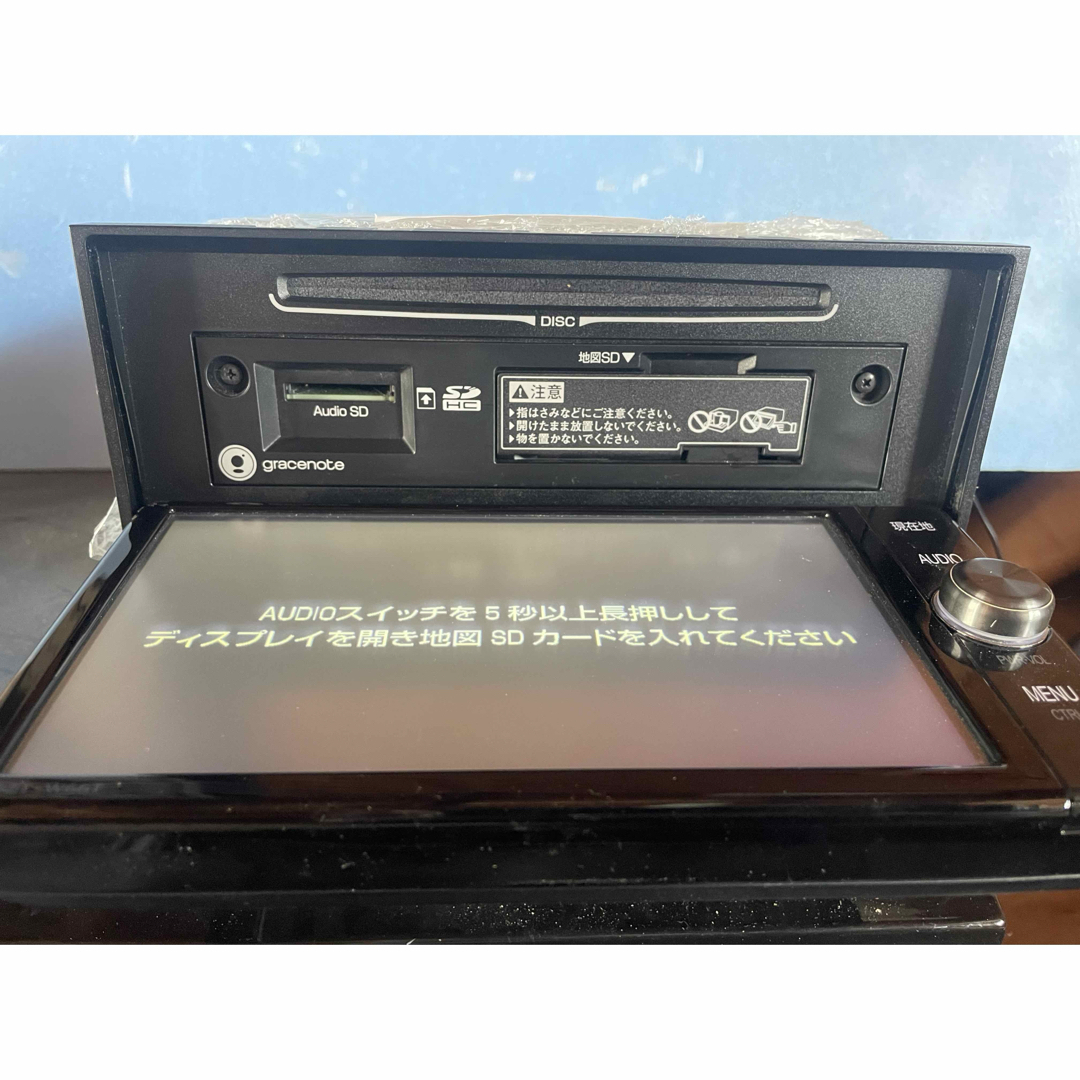 DISC
地図SD▼
Audio SD
SD
HC
⚠注意
▶指はさみなどにご注意ください。
▶開けたまま放置しないでください。
▶物を置かないでください。
gracenote
現在地
AUDIO
AUDIOスイッチを 5 秒以上長押しして
ディスプレイを開き地図 SD カードを入れてください
MENU